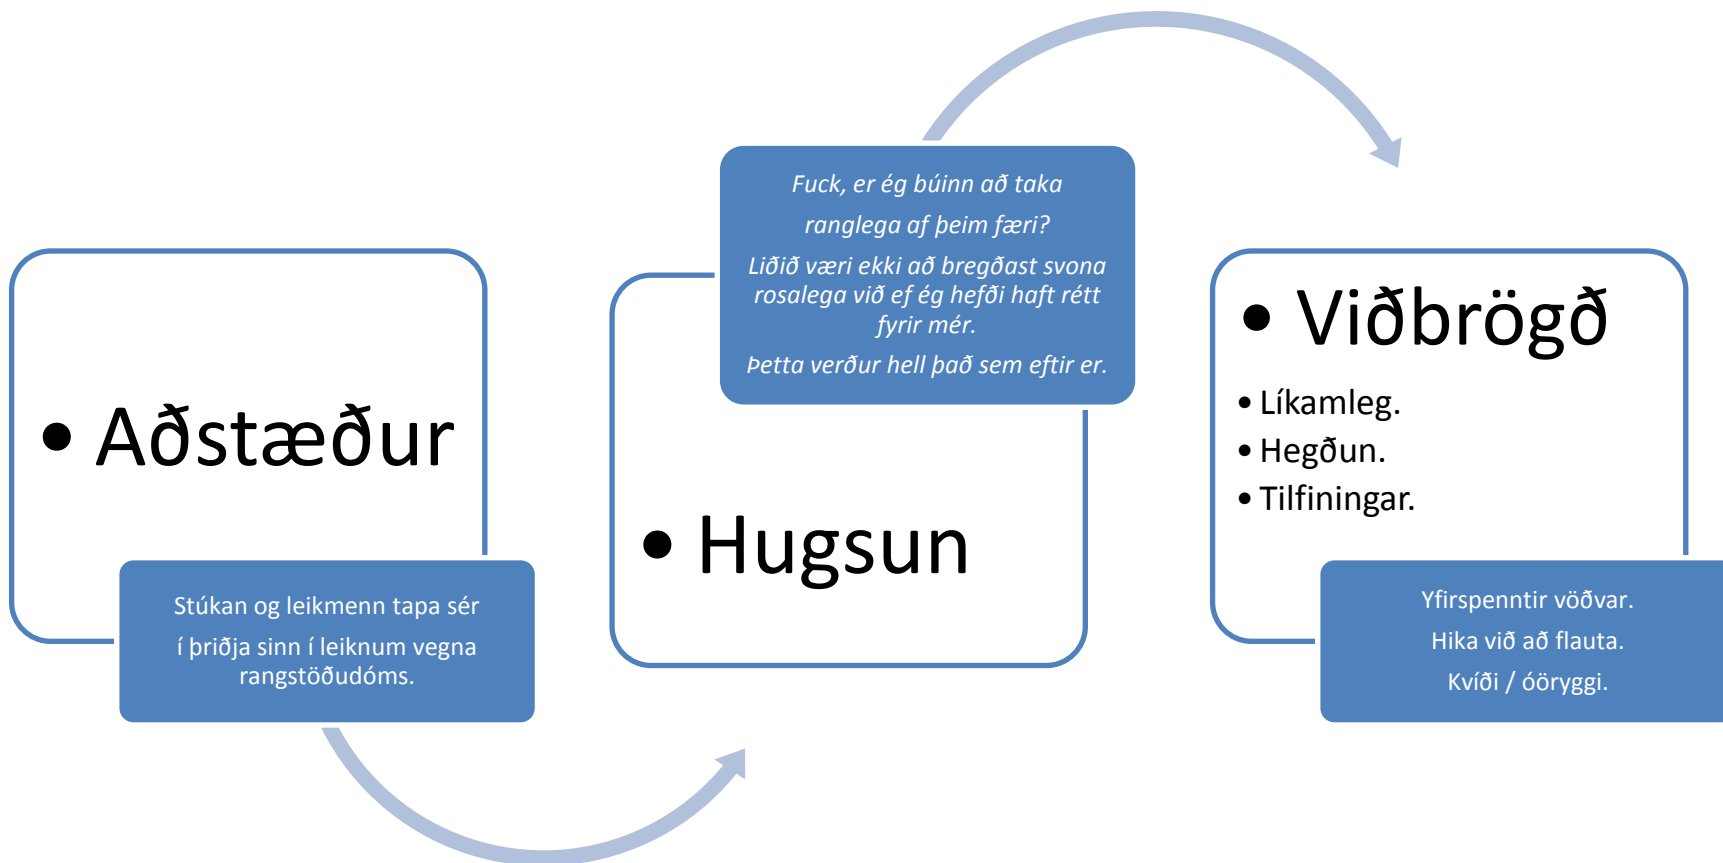 • Aðstæður
Stúkan og leikmenn tapa sér
í þriðja sinn í leiknum vegna
rangstöðudóms.
Fuck, er ég búinn að taka
ranglega af þeim færi?
Liðið væri ekki að bregðast svona
rosalega við ef ég hefði haft rétt
fyrir mér.
Þetta verður hell það sem eftir er.
• Hugsun
• Viðbrögð
• Líkamleg.
• Hegðun.
• Tilfiningar.
Yfirspenntir vöðvar.
Hika við að flauta.
Kvíði / óöryggi.